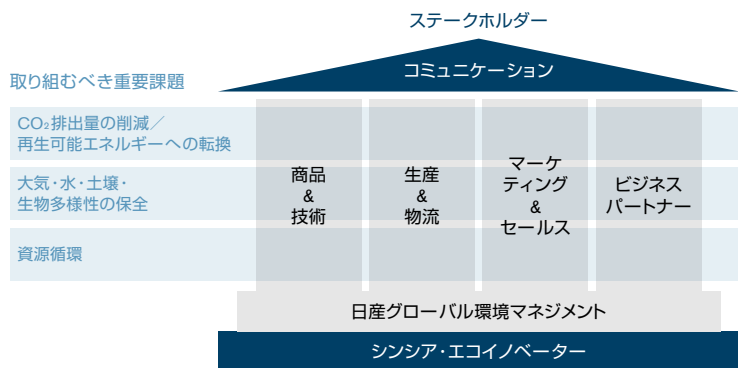 ステークホルダー
コミュニケーション
取り組むべき重要課題
CO₂排出量の削減／
再生可能エネルギーへの転換
大気・水・土壌・
生物多様性の保全
資源循環
商品
&
技術
生産
&
物流
マーケ
ティング
&
セールス
ビジネス
パートナー
日産グローバル環境マネジメント
シンシア・エコイノベーター